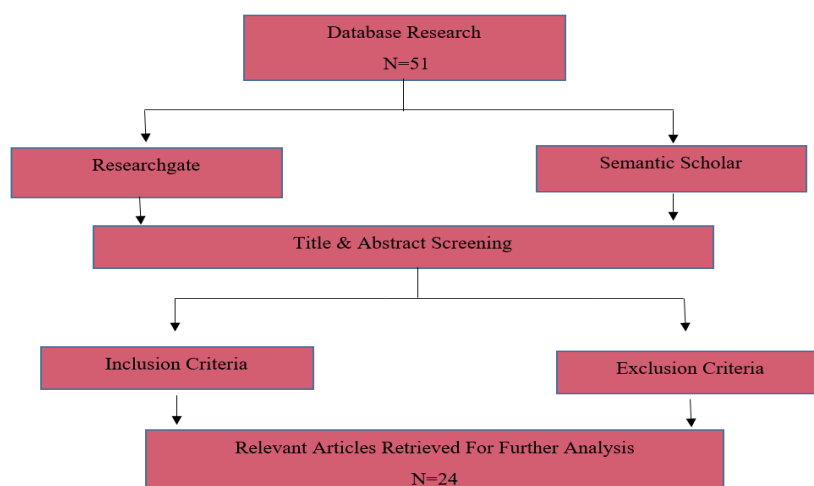 Database Research
N=51
Researchgate
Semantic Scholar
Title & Abstract Screening
Inclusion Criteria
Exclusion Criteria
Relevant Articles Retrieved For Further Analysis
N=24